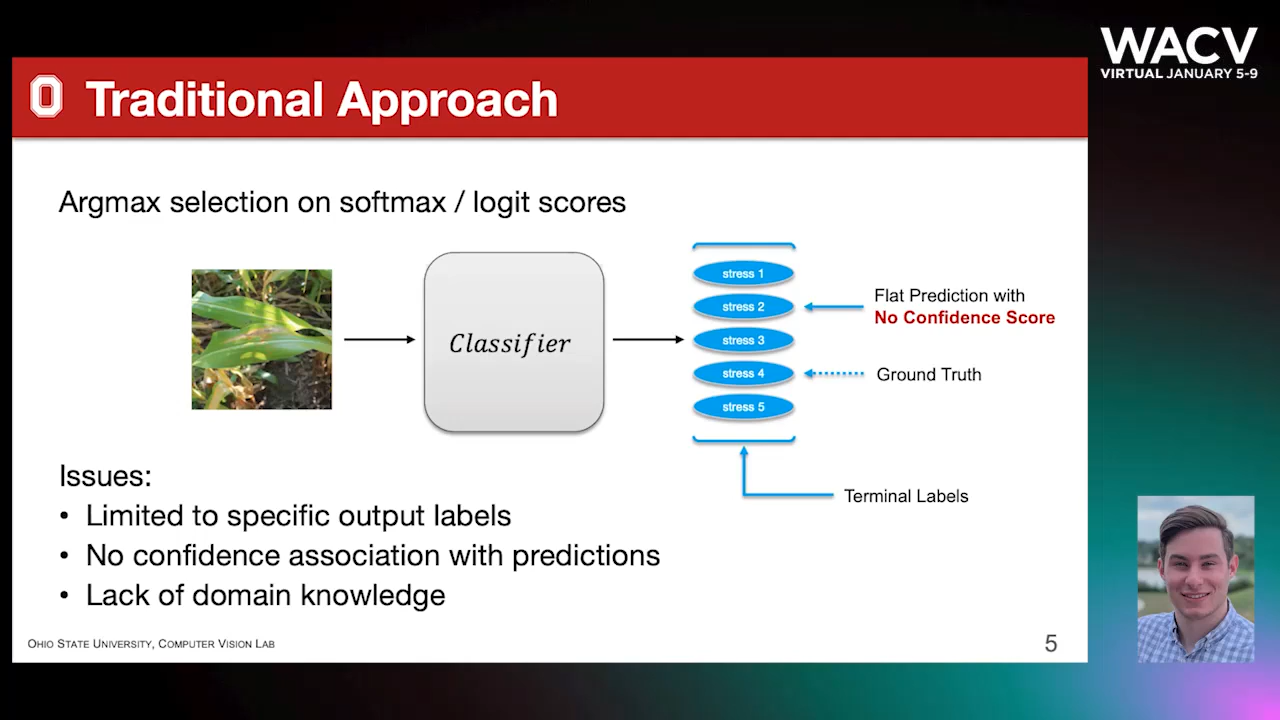 WACV
VIRTUAL JANUARY 5-9
Traditional Approach
Argmax selection on softmax / logit scores
Classifier
stress 1
stress 2
stress 3
stress 4
stress 5
Flat Prediction with
No Confidence Score
Ground Truth
Terminal Labels
Issues:
• Limited to specific output labels
• No confidence association with predictions
• Lack of domain knowledge
OHIO STATE UNIVERSITY, COMPUTER VISION LAB
5